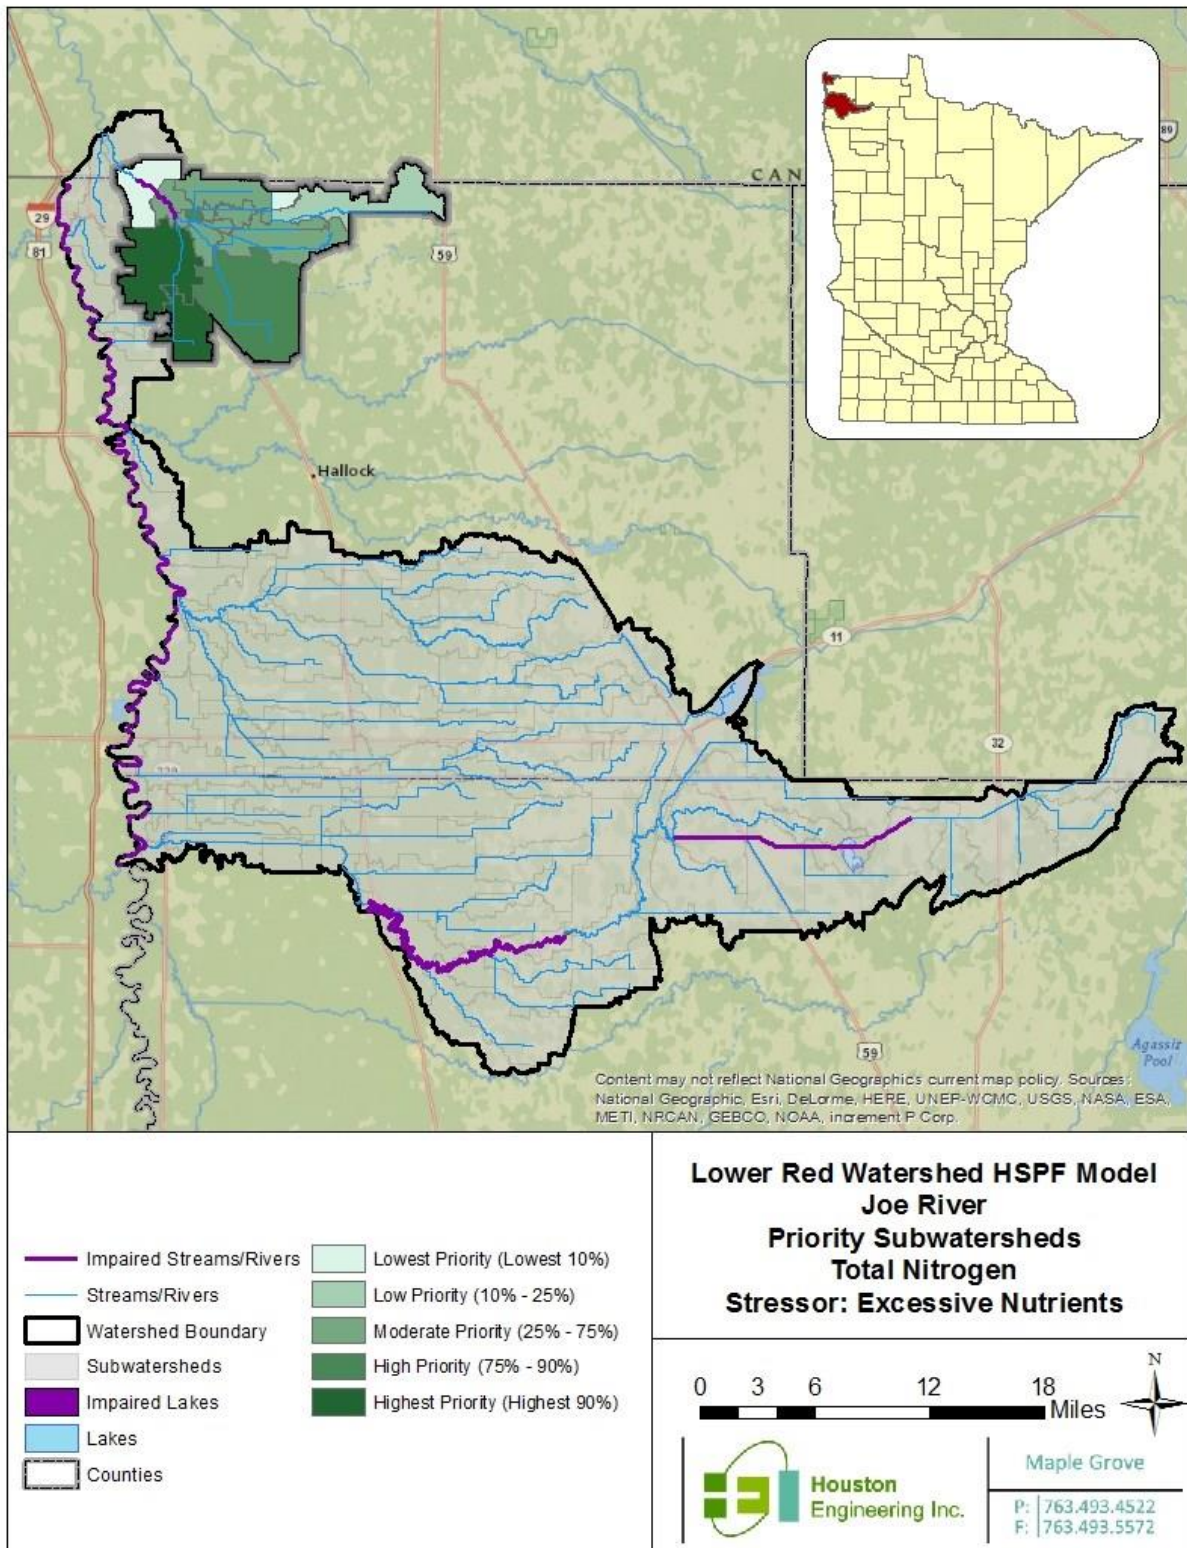 CAN
89
29
81
59
Hallock
11
32
59
Agassiz
Pool
Content may not reflect National Geographic's current map policy. Sources:
National Geographic, Esri, DeLorme, HERE, UNEP-WCMC, USGS, NASA, ESA,
METI, NRCAN, GEBCO, NOAA, increment P Corp.
Impaired Streams/Rivers
Streams/Rivers
Watershed Boundary
Subwatersheds
Impaired Lakes
Lakes
Counties
Lowest Priority (Lowest 10%)
Low Priority (10% - 25%)
Moderate Priority (25% - 75%)
High Priority (75% - 90%)
Highest Priority (Highest 90%)
Lower Red Watershed HSPF Model
Joe River
Priority Subwatersheds
Total Nitrogen
Stressor: Excessive Nutrients
0 3 6 12 18
Miles
N
Houston
Engineering Inc.
Maple Grove
P: 763.493.4522
F: 763.493.5572